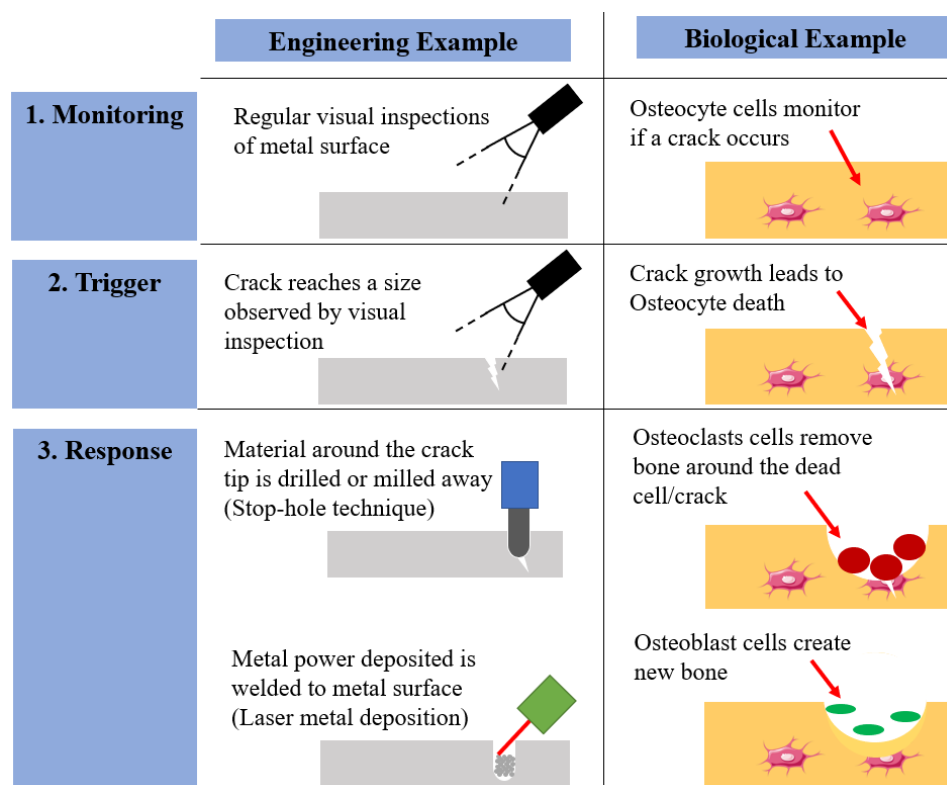 Engineering Example
Biological Example
1. Monitoring
Regular visual inspections
of metal surface
Osteocyte cells monitor
if a crack occurs
2. Trigger
Crack reaches a size
observed by visual
inspection
Crack growth leads to
Osteocyte death
3. Response
Material around the crack
tip is drilled or milled away
(Stop-hole technique)
Osteoclasts cells remove
bone around the dead
cell/crack
Metal power deposited is
welded to metal surface
(Laser metal deposition)
Osteoblast cells create
new bone